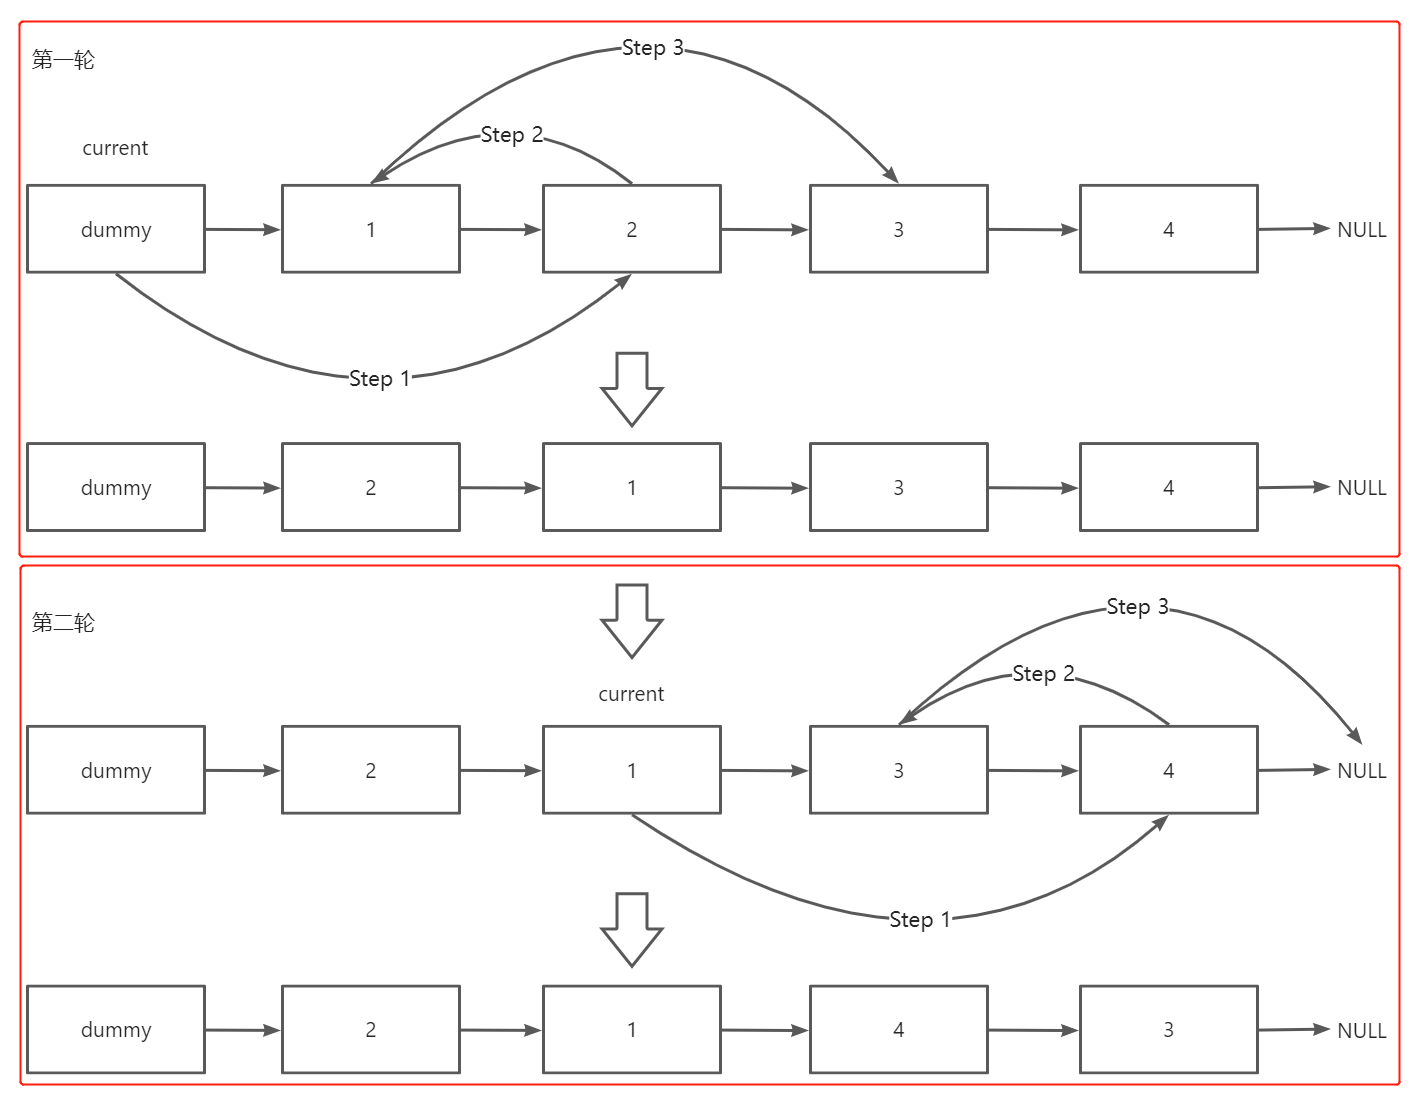 第一轮
Step 3
Step 2
current
dummy 1 2 3 4 NULL
Step 1
dummy 2 1 3 4 NULL
第二轮
Step 3
Step 2
current
dummy 2 1 3 4 NULL
Step 1
dummy 2 1 4 3 NULL